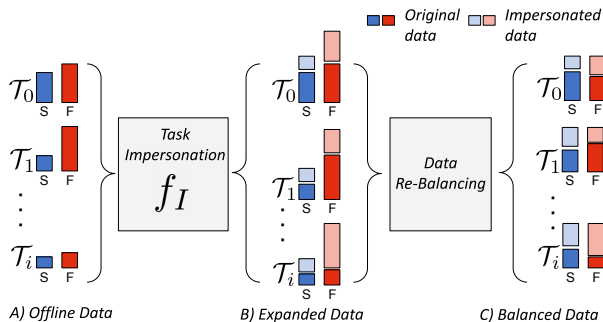 Original data
Impersonated data
T0
S F
T1
S F
Ti
S F
Task
Impersonation
fI
T0
S F
T1
S F
Ti
S F
Data
Re-Balancing
T0
S F
T1
S F
Ti
S F
A) Offline Data
B) Expanded Data
C) Balanced Data